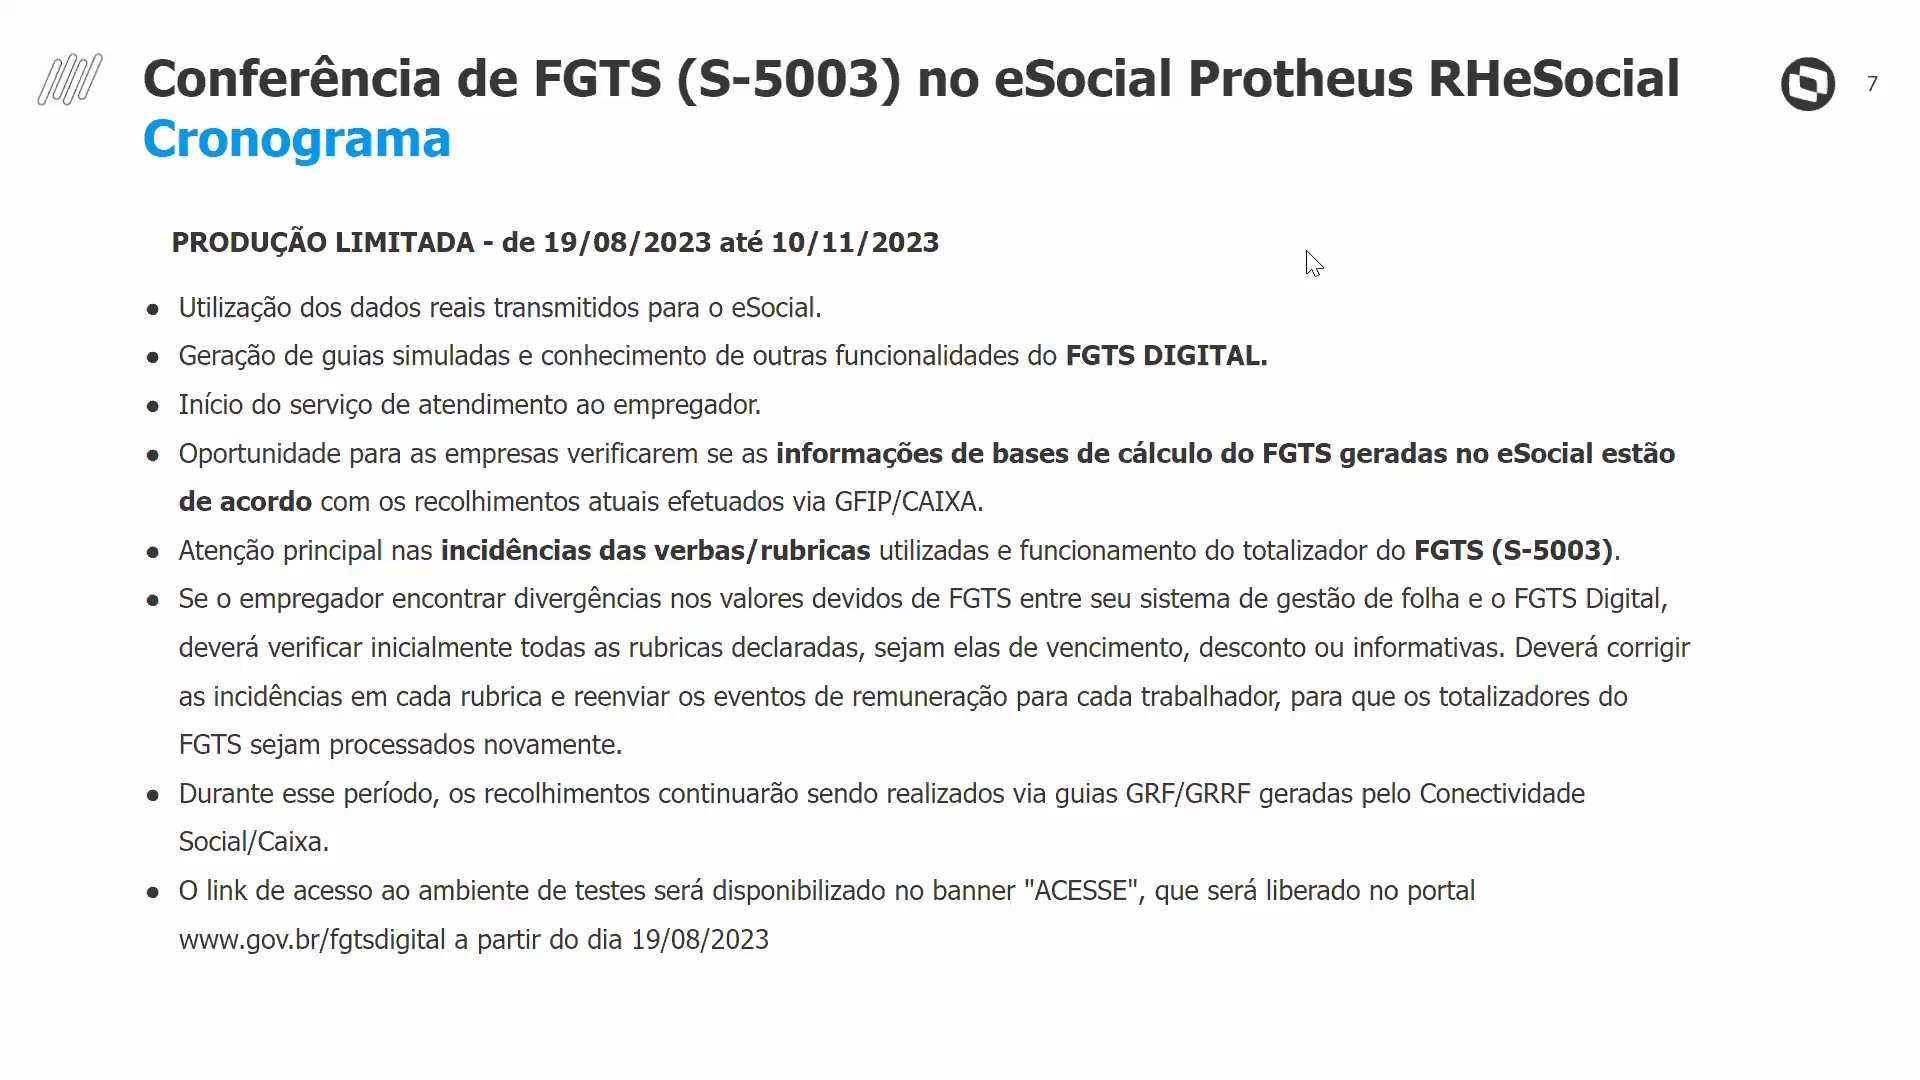 Conferência de FGTS (S-5003) no eSocial Protheus RHeSocial
7
Cronograma
PRODUÇÃO LIMITADA - de 19/08/2023 até 10/11/2023
● Utilização dos dados reais transmitidos para o eSocial.
● Geração de guias simuladas e conhecimento de outras funcionalidades do FGTS DIGITAL.
● Início do serviço de atendimento ao empregador.
● Oportunidade para as empresas verificarem se as informações de bases de cálculo do FGTS geradas no eSocial estão
de acordo com os recolhimentos atuais efetuados via GFIP/CAIXA.
● Atenção principal nas incidências das verbas/rubricas utilizadas e funcionamento do totalizador do FGTS (S-5003).
● Se o empregador encontrar divergências nos valores devidos de FGTS entre seu sistema de gestão de folha e o FGTS Digital,
deverá verificar inicialmente todas as rubricas declaradas, sejam elas de vencimento, desconto ou informativas. Deverá corrigir
as incidências em cada rubrica e reenviar os eventos de remuneração para cada trabalhador, para que os totalizadores do
FGTS sejam processados novamente.
● Durante esse período, os recolhimentos continuarão sendo realizados via guias GRF/GRRF geradas pelo Conectividade
Social/Caixa.
● O link de acesso ao ambiente de testes será disponibilizado no banner "ACESSE", que será liberado no portal
www.gov.br/fgtsdigital a partir do dia 19/08/2023